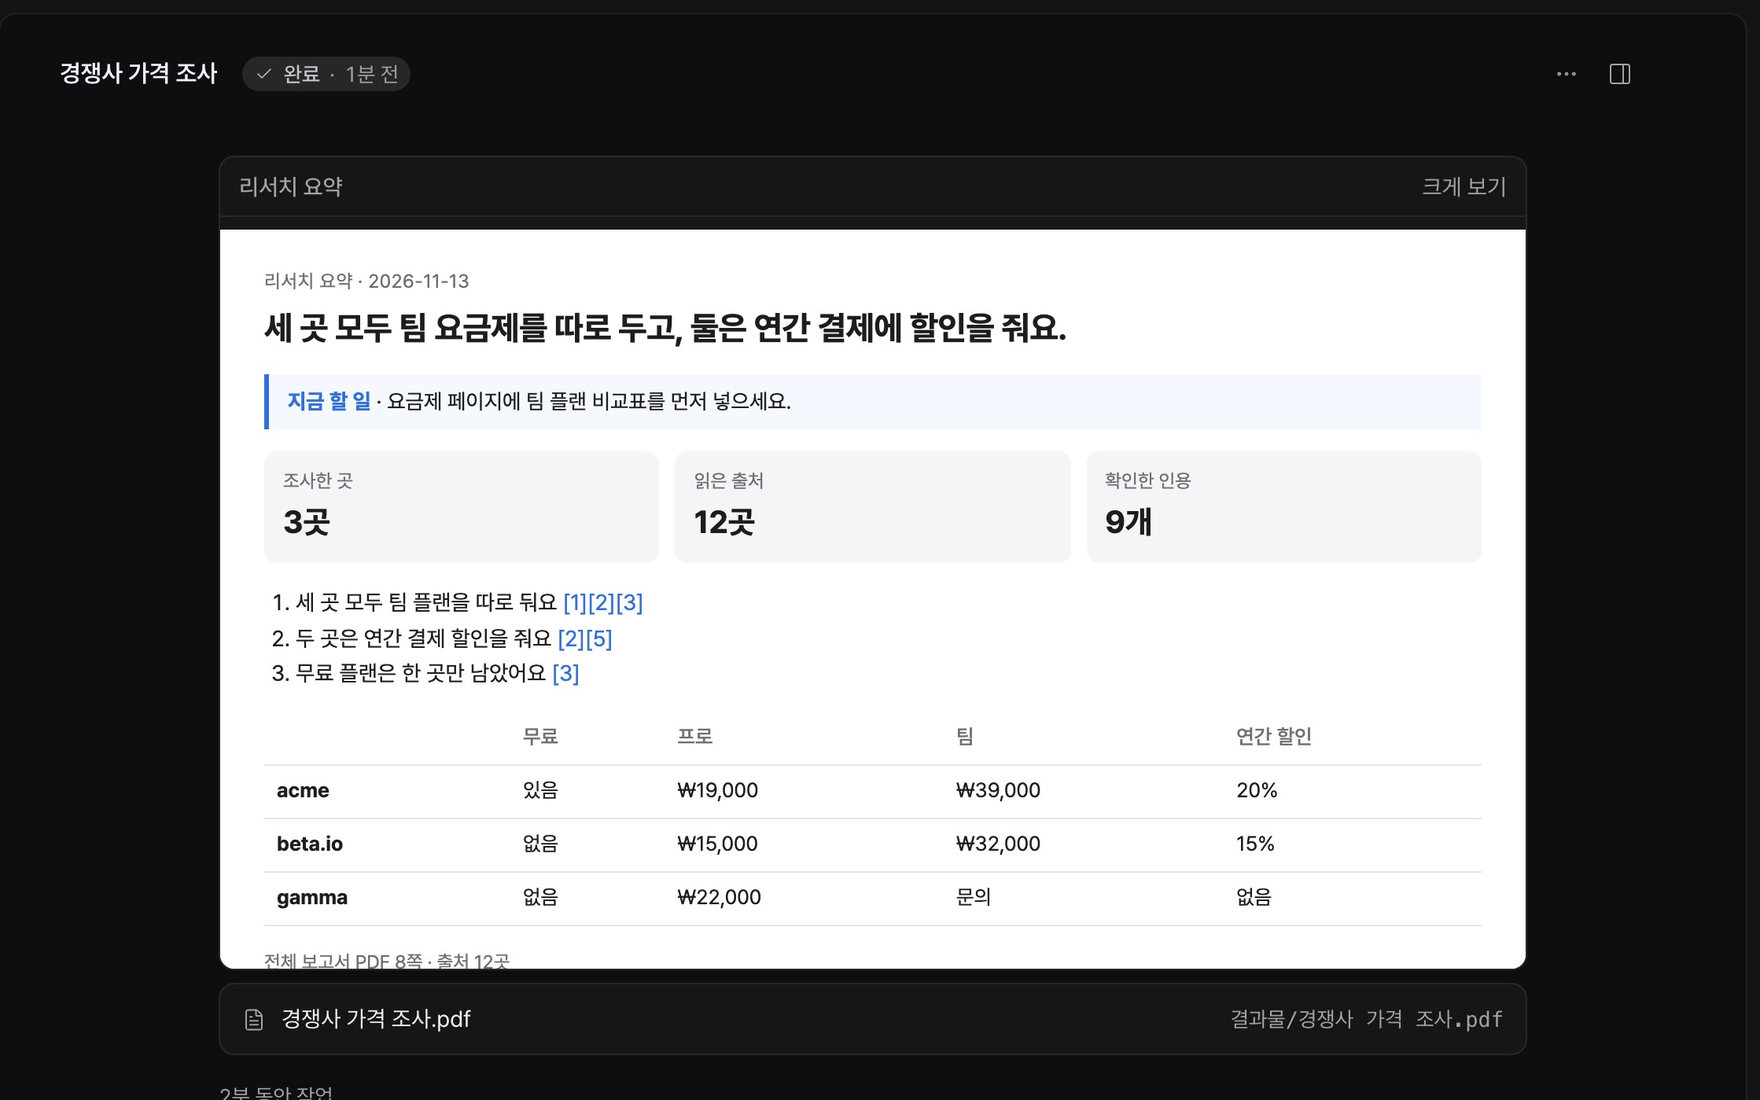 경쟁사 가격 조사 완료 · 1분 전
리서치 요약 크게 보기
리서치 요약 · 2026-11-13
세 곳 모두 팀 요금제를 따로 두고, 둘은 연간 결제에 할인을 줘요.
지금 할 일 · 요금제 페이지에 팀 플랜 비교표를 먼저 넣으세요.
조사한 곳 읽은 출처 확인한 인용
3곳 12곳 9개
1. 세 곳 모두 팀 플랜을 따로 둬요 [1][2][3]
2. 두 곳은 연간 결제 할인을 줘요 [2][5]
3. 무료 플랜은 한 곳만 남았어요 [3]
무료 프로 팀 연간 할인
acme 있음 ₩19,000 ₩39,000 20%
beta.io 없음 ₩15,000 ₩32,000 15%
gamma 없음 ₩22,000 문의 없음
전체 보고서 PDF 8쪽 · 출처 12곳
경쟁사 가격 조사.pdf 결과물/경쟁사 가격 조사.pdf
2분 동안 작업